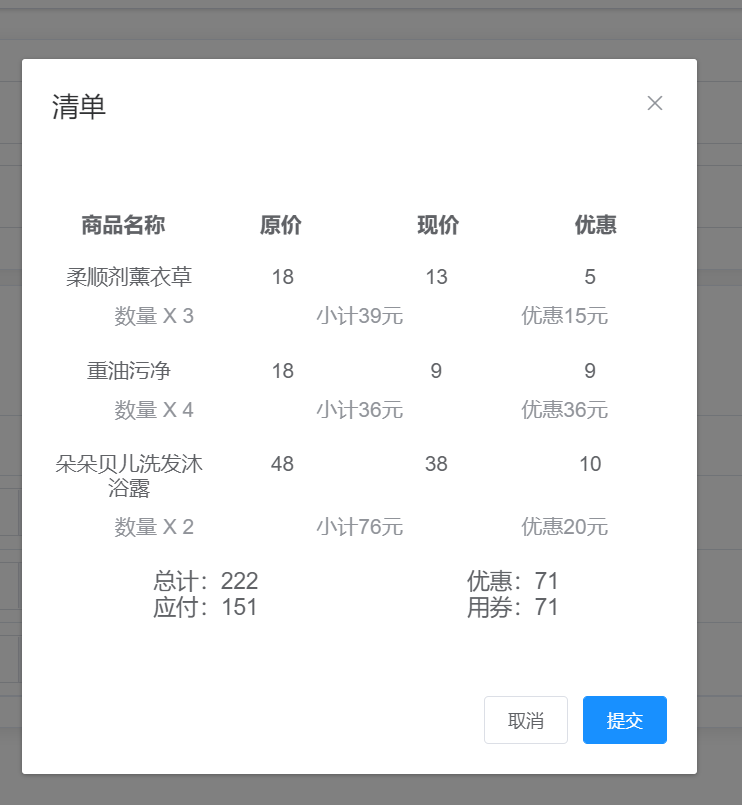 清单
商品名称 原价 现价 优惠
柔顺剂薰衣草 18 13 5
数量 X 3 小计39元 优惠15元
重油污净 18 9 9
数量 X 4 小计36元 优惠36元
朵朵贝儿洗发沐 48 38 10
浴露
数量 X 2 小计76元 优惠20元
总计：222 优惠：71
应付：151 用券：71
取消 提交